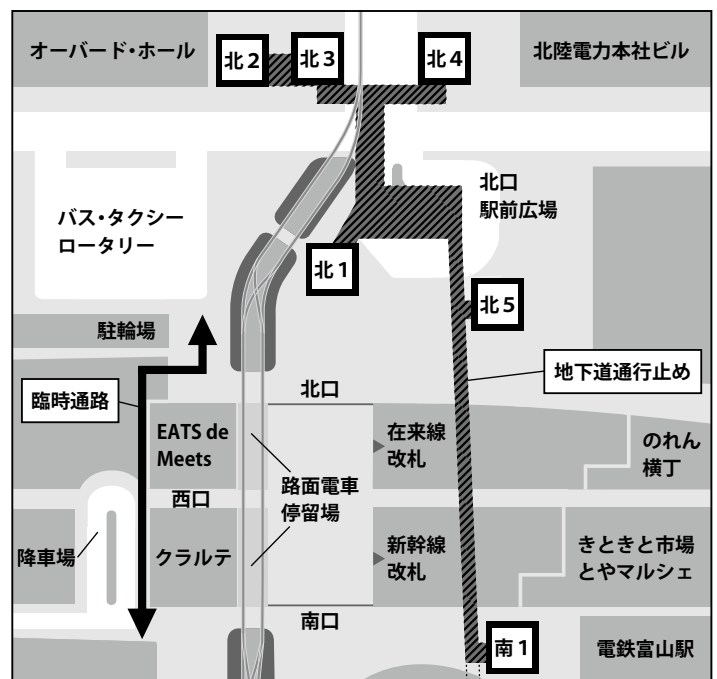 オーバード・ホール
北2
北3
北4
北陸電力本社ビル
バス・タクシー
ロータリー
北口
駅前広場
北1
北5
駐輪場
地下道通行止め
臨時通路
北口
EATS de
Meets
在来線
改札
のれん
横丁
路面電車
停留場
西口
降車場
クラルテ
新幹線
改札
きときと市場
とやマルシェ
南口
南1
電鉄富山駅